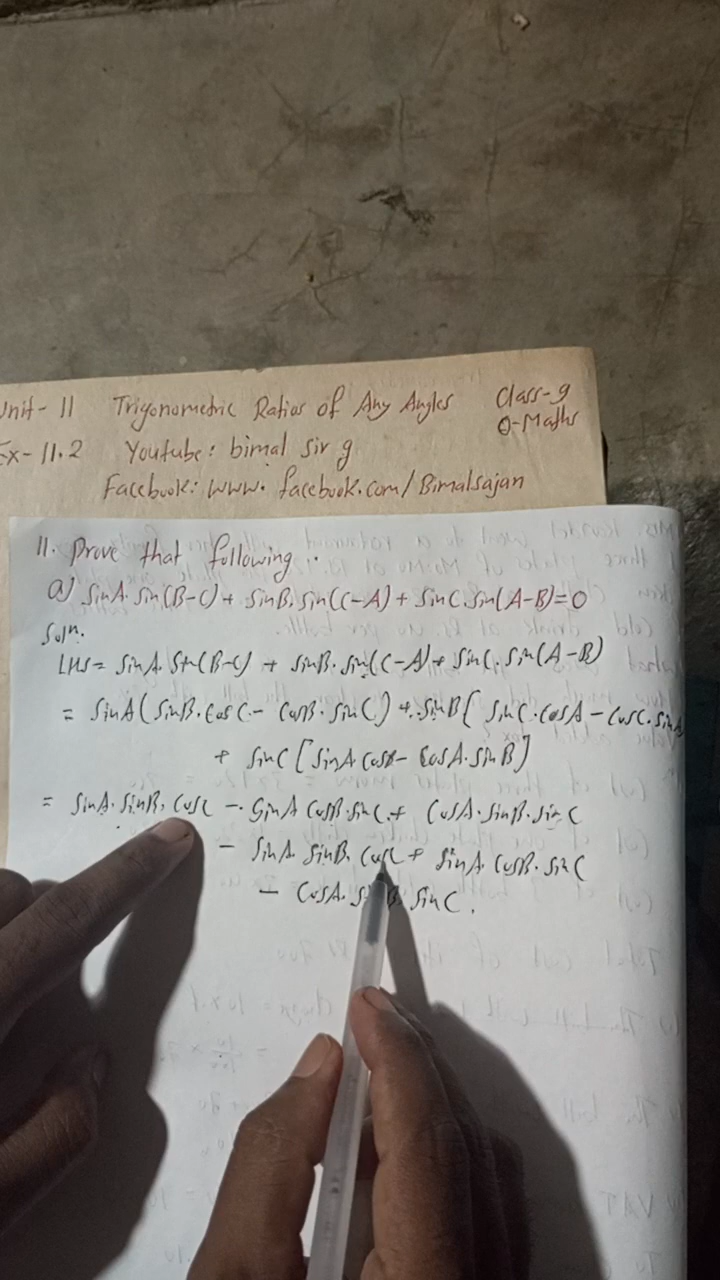 Unit- 11 Trigonometric Ratios of Any Angles Class-9
O-Maths
Ex- 11.2 Youtube: bimal sir g
Facebook: www. facebook.com/Bimalsajan
11. Prove that following:
a) SinA. sin(B-C) + SinB. sin(C-A) + SinC. sin(A-B)=0
Soln.
LHS= SinA. Sin(B-C) + SinB. Sin(C-A)+ SinC. Sin(A-B)
= SinA(SinB. CosC- CosB. SinC) + SinB[ SinC. CosA - CosC. SinA
+ SinC[SinA CosB- CosA. SinB]
= SinA. SinB. CosC - SinA CosB. SinC + CosA. SinB. SinC
- SinA. SinB. CosC + SinA. CosB. SinC
- CosA. SinC.